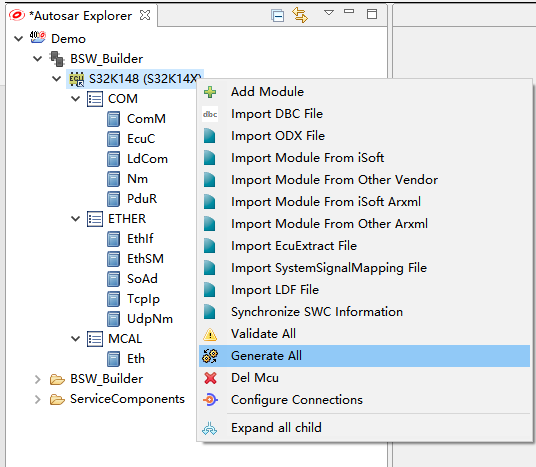 *Autosar Explorer
Demo
BSW_Builder
S32K148 (S32K14X)
COM
ComM
EcuC
LdCom
Nm
PduR
ETHER
EthIf
EthSM
SoAd
TcpIp
UdpNm
MCAL
Eth
BSW_Builder
ServiceComponents
Add Module
dbc Import DBC File
Import ODX File
Import Module From iSoft
Import Module From Other Vendor
Import Module From iSoft Arxml
Import Module From Other Arxml
Import EcuExtract File
Import SystemSignalMapping File
Import LDF File
Synchronize SWC Information
Validate All
Generate All
Del Mcu
Configure Connections
Expand all child